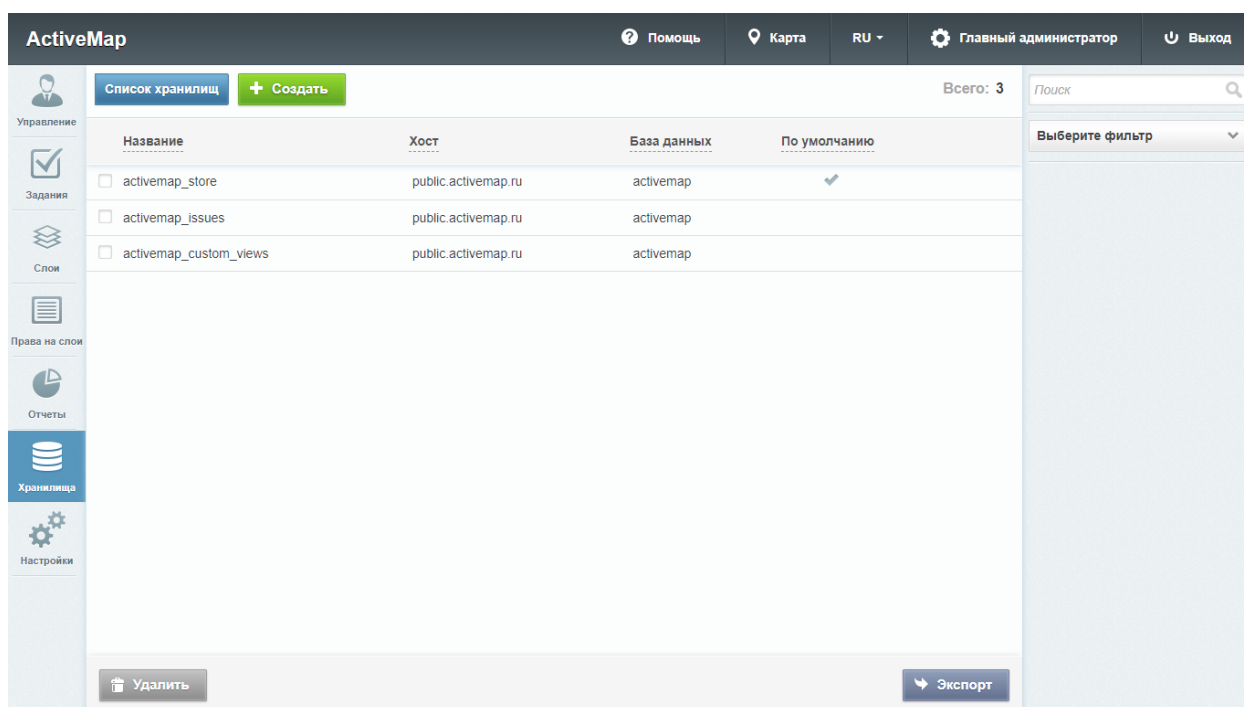 ActiveMap
Помощь
Карта
RU
Главный администратор
Выход
Управление
Задания
Слои
Права на слои
Отчеты
Хранилища
Настройки
Список хранилищ
Создать
Всего: 3
Название Хост База данных По умолчанию
activemap_store public.activemap.ru activemap
activemap_issues public.activemap.ru activemap
activemap_custom_views public.activemap.ru activemap
Удалить
Экспорт
Поиск
Выберите фильтр